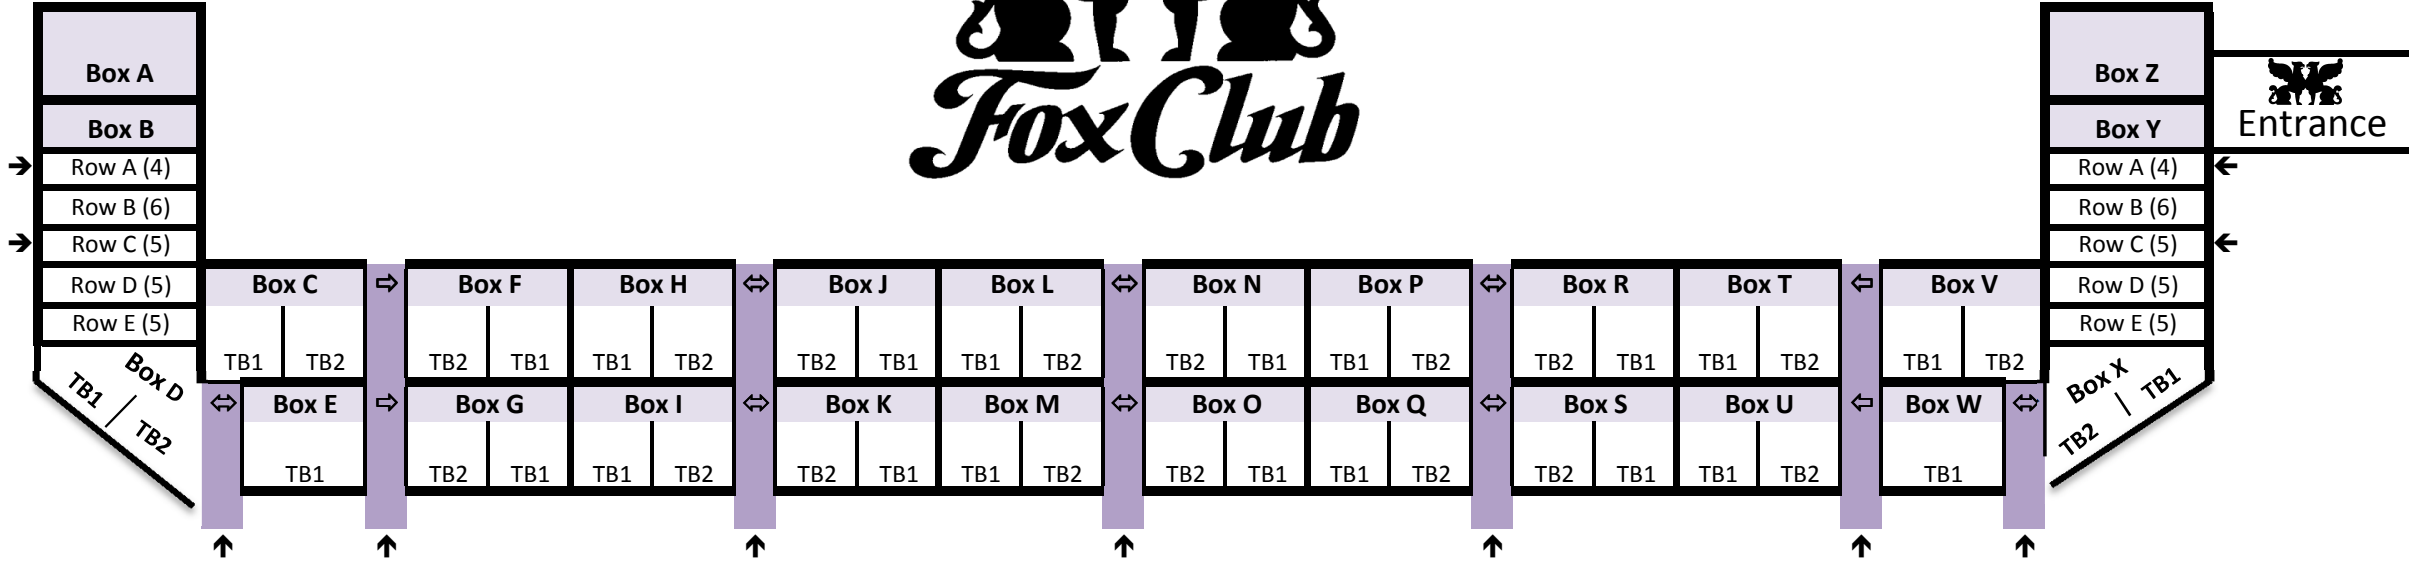 Fox Club
Box A
Box B
Row A (4)
Row B (6)
Row C (5)
Row D (5)
Row E (5)
Box D
TB1
TB2
Box Z
Box Y
Entrance
Row A (4)
Row B (6)
Row C (5)
Row D (5)
Row E (5)
Box X
TB1
TB2
Box C Box F Box H Box J Box L Box N Box P Box R Box T Box V
TB1 TB2 TB2 TB1 TB1 TB2 TB2 TB1 TB1 TB2 TB2 TB1 TB1 TB2 TB2 TB1 TB1 TB2 TB1 TB2
Box E Box G Box I Box K Box M Box O Box Q Box S Box U Box W
TB1 TB2 TB1 TB1 TB2 TB2 TB1 TB1 TB2 TB2 TB1 TB1 TB2 TB2 TB1 TB1 TB2 TB1